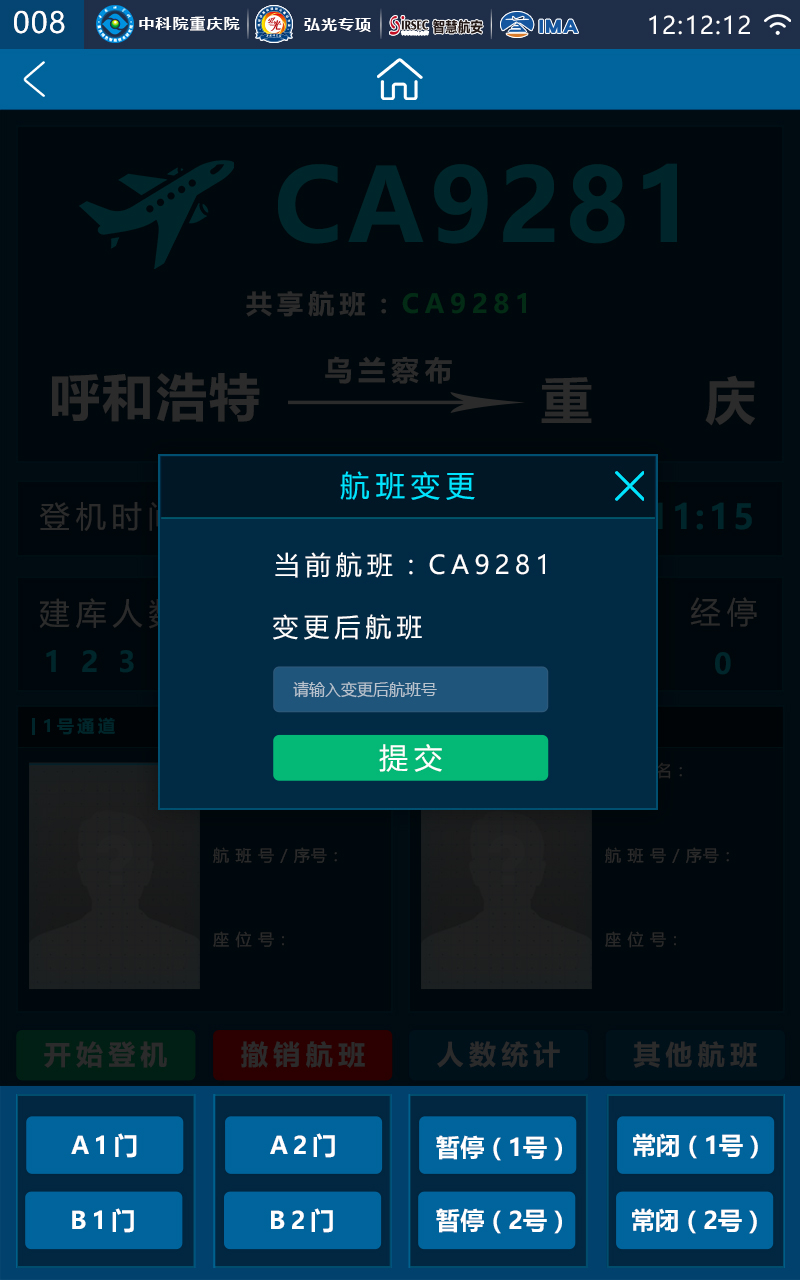 008 中科院重庆院 弘光专项 SIRSEC 智慧航安 IMA 12:12:12
CA9281
共享航班：CA9281
乌兰察布
呼和浩特 重 庆
航班变更
登机时间 11:15
当前航班：CA9281
变更后航班
建库人数 经停
1 2 3 0
请输入变更后航班号
1号通道
提交
名：
航班号/序号： 航班号/序号：
座位号： 座位号：
开始登机 撤销航班 人数统计 其他航班
A1门 A2门 暂停（1号） 常闭（1号）
B1门 B2门 暂停（2号） 常闭（2号）